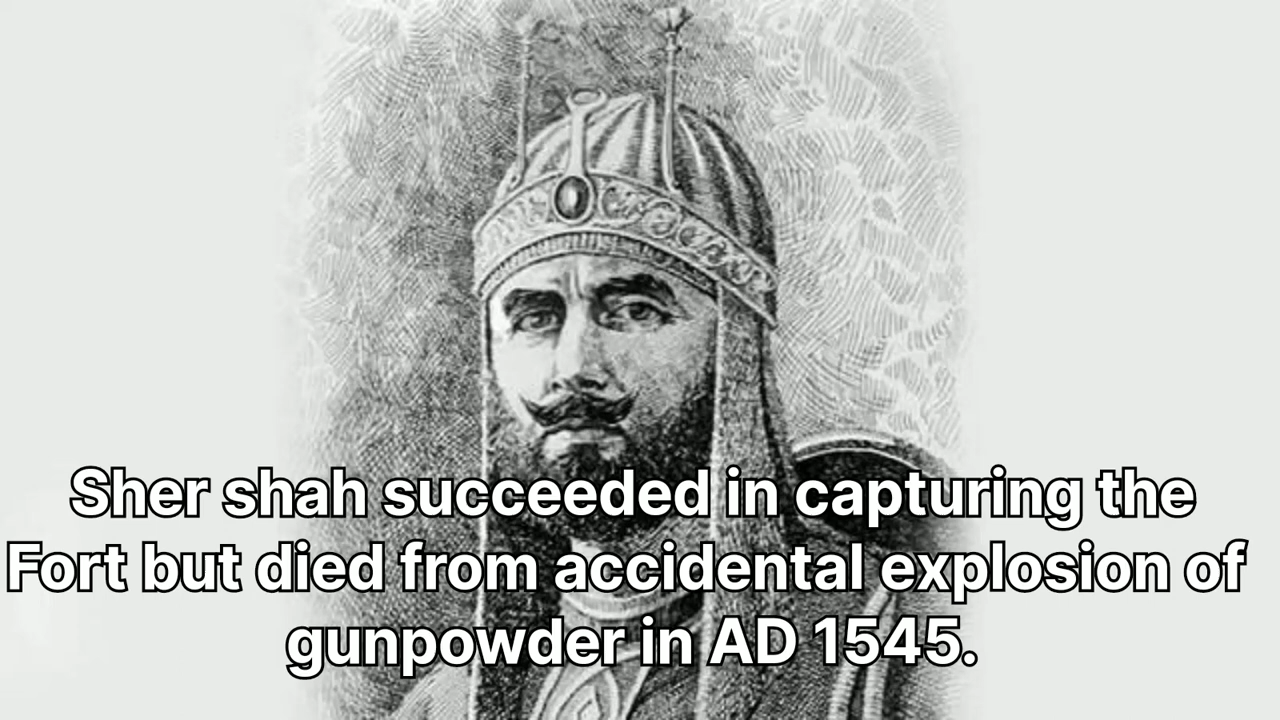 Sher shah succeeded in capturing the
Fort but died from accidental explosion of
gunpowder in AD 1545.